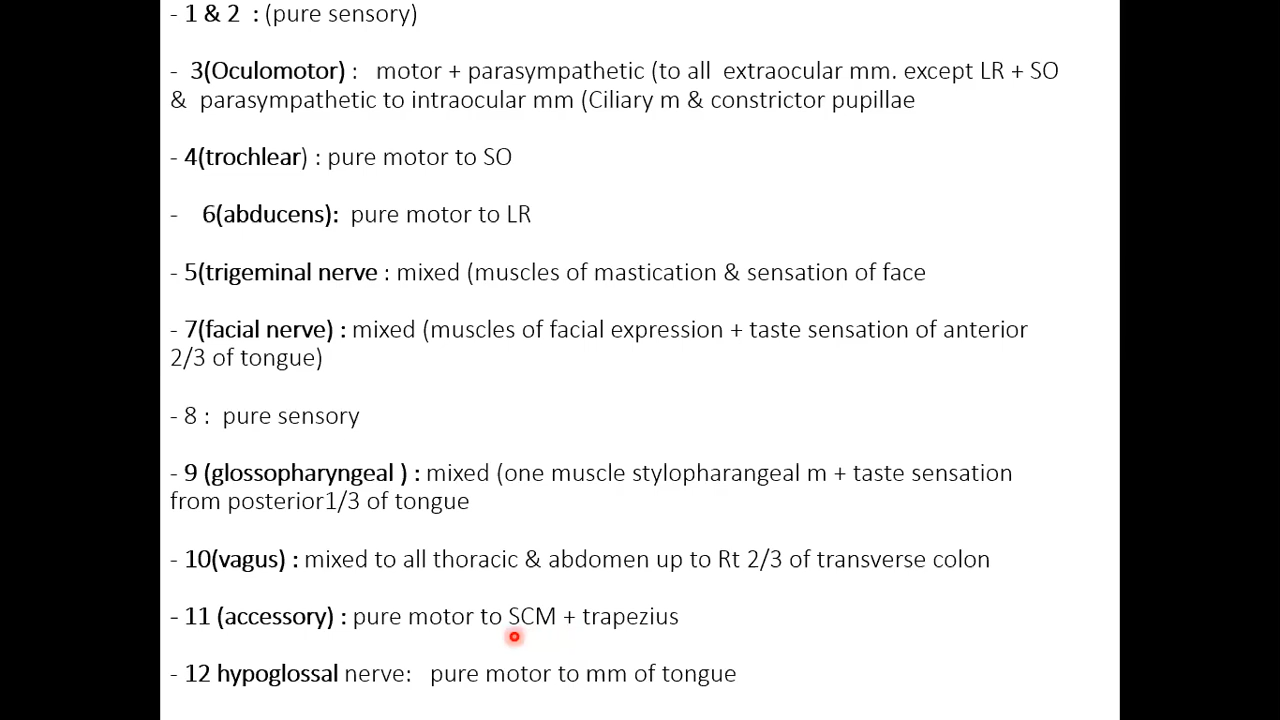 - 1 & 2 : (pure sensory)
- 3(Oculomotor) : motor + parasympathetic (to all extraocular mm. except LR + SO
& parasympathetic to intraocular mm (Ciliary m & constrictor pupillae
- 4(trochlear) : pure motor to SO
- 6(abducens): pure motor to LR
- 5(trigeminal nerve : mixed (muscles of mastication & sensation of face
- 7(facial nerve) : mixed (muscles of facial expression + taste sensation of anterior
2/3 of tongue)
- 8 : pure sensory
- 9 (glossopharyngeal ) : mixed (one muscle stylopharangeal m + taste sensation
from posterior1/3 of tongue
- 10(vagus) : mixed to all thoracic & abdomen up to Rt 2/3 of transverse colon
- 11 (accessory) : pure motor to SCM + trapezius
- 12 hypoglossal nerve: pure motor to mm of tongue